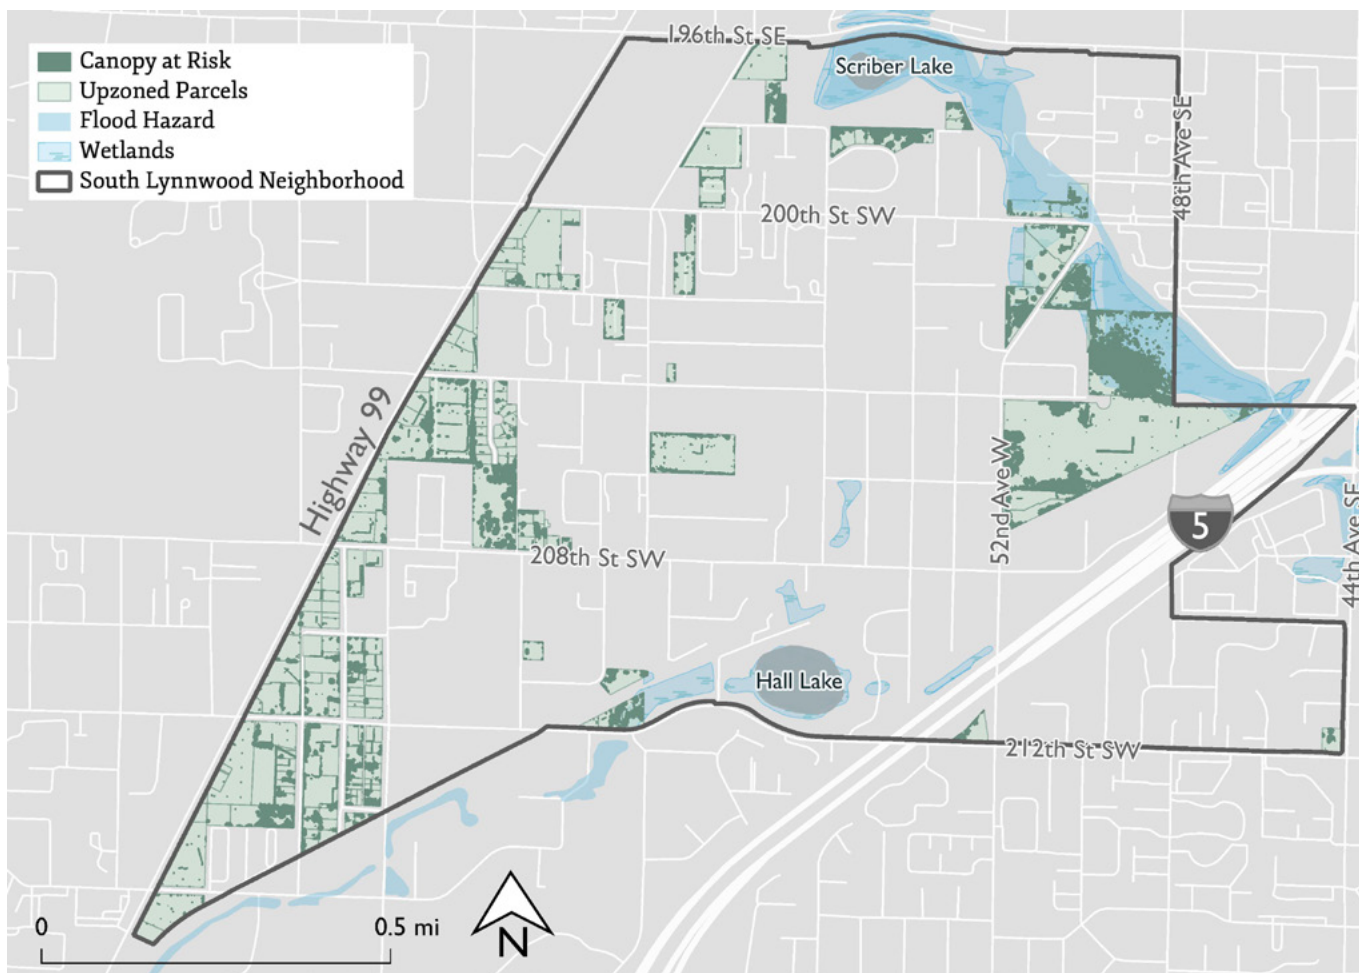 Canopy at Risk
Upzoned Parcels
Flood Hazard
Wetlands
South Lynnwood Neighborhood
196th St SE
Scriber Lake
48th Ave SE
200th St SW
Highway 99
52nd Ave W
5
44th Ave SE
208th St SW
Hall Lake
212th St SW
0
0.5 mi
N